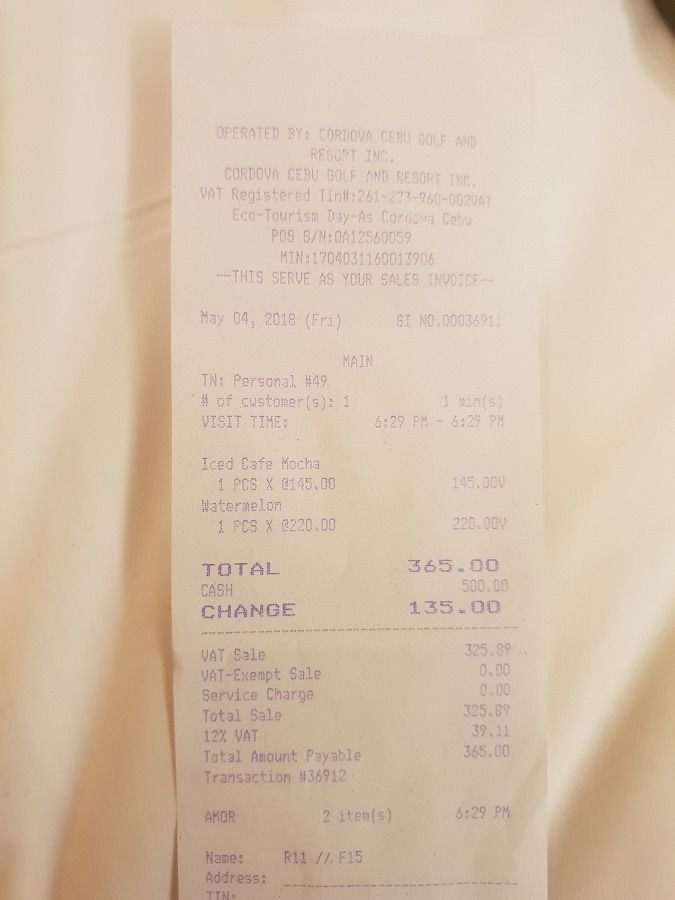 OPERATED BY: CORDOVA CEBU GOLF AND
RESORT INC.
CORDOVA CEBU GOLF AND RESORT INC.
VAT Registered Tin#:261-273-960-002VAT
Eco-Tourism Day-As Cordova Cebu
POS S/N:QA12560059
MIN:1704031160013906
--THIS SERVE AS YOUR SALES INVOICE--
May 04, 2018 (Fri) SI NO.00036911
MAIN
TN: Personal #49
# of customer(s): 1 1 min(s)
VISIT TIME: 6:29 PM - 6:29 PM
Iced Cafe Mocha
1 PCS X @145.00 145.00V
Watermelon
1 PCS X @220.00 220.00V
TOTAL 365.00
CASH 500.00
CHANGE 135.00
VAT Sale 325.89
VAT-Exempt Sale 0.00
Service Charge 0.00
Total Sale 325.89
12% VAT 39.11
Total Amount Payable 365.00
Transaction #36912
AMOR 2 item(s) 6:29 PM
Name: R11 // F15
Address:
TIN: